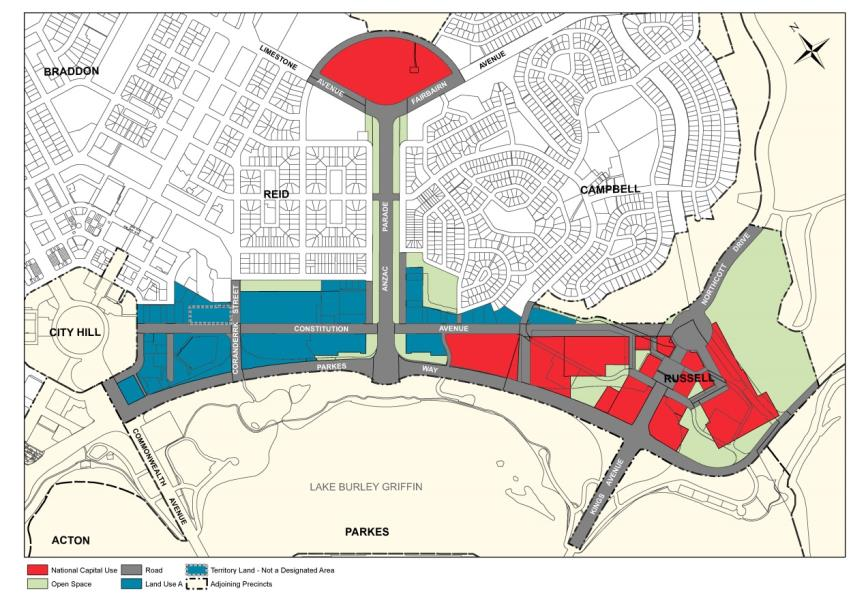 N
LIMESTONE
AVENUE
FAIRBAIRN
AVENUE
BRADDON
REID
CAMPBELL
ANZAC
PARADE
NORTHCOTT
DRIVE
CITY HILL
CORANDERRK
STREET
CONSTITUTION
AVENUE
PARKES
WAY
RUSSELL
COMMONWEALTH
AVENUE
KINGS
AVENUE
LAKE BURLEY GRIFFIN
ACTON
PARKES
National Capital Use
Road
Territory Land - Not a Designated Area
Open Space
Land Use A
Adjoining Precincts